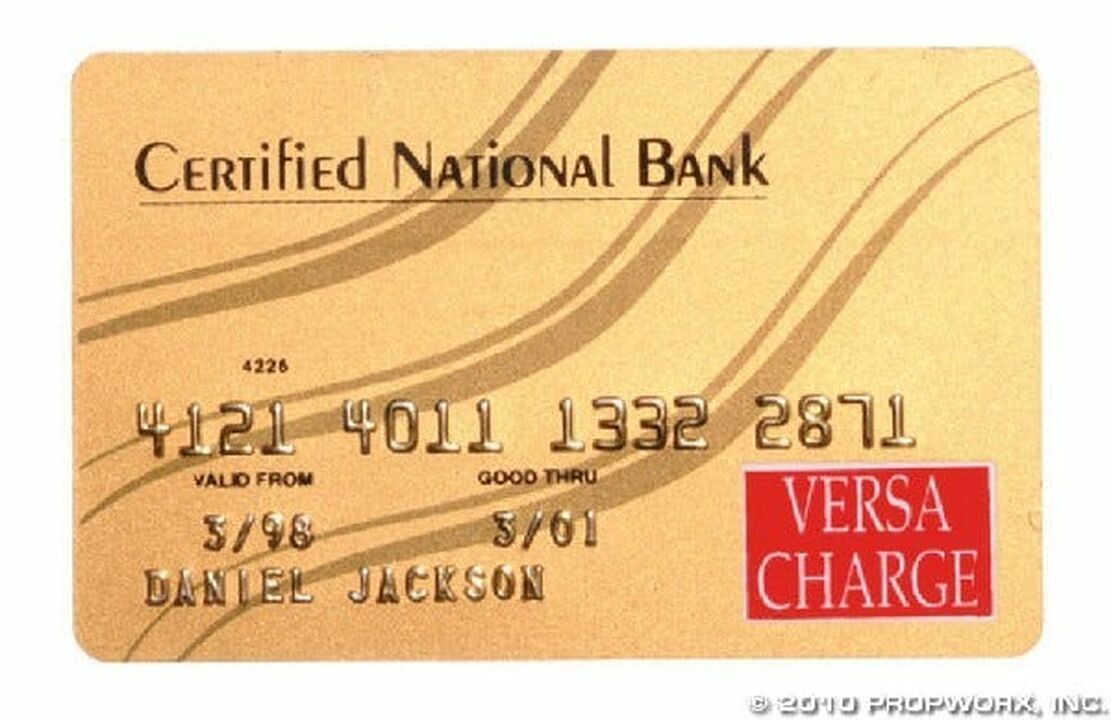 Certified National Bank
4226
4121 4011 1332 2871
VALID FROM GOOD THRU
3/98 3/01
DANIEL JACKSON
VERSA
CHARGE
© 2010 PROPWORX, INC.